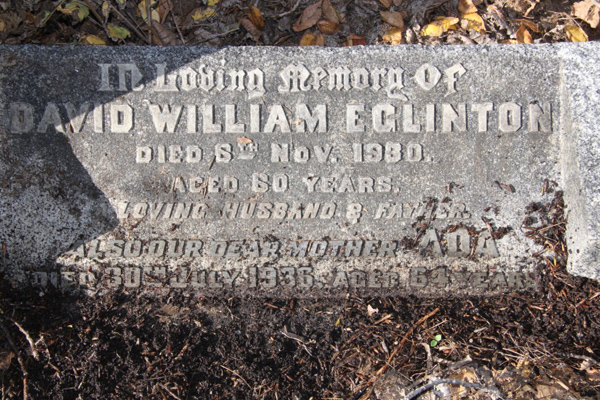 In Loving Memory Of
DAVID WILLIAM EGLINTON
DIED 6TH NOV. 1930.
AGED 60 YEARS.
LOVING HUSBAND & FATHER.
ALSO OUR DEAR MOTHER ADA
DIED 30TH JULY 1936. AGED 64 YEARS